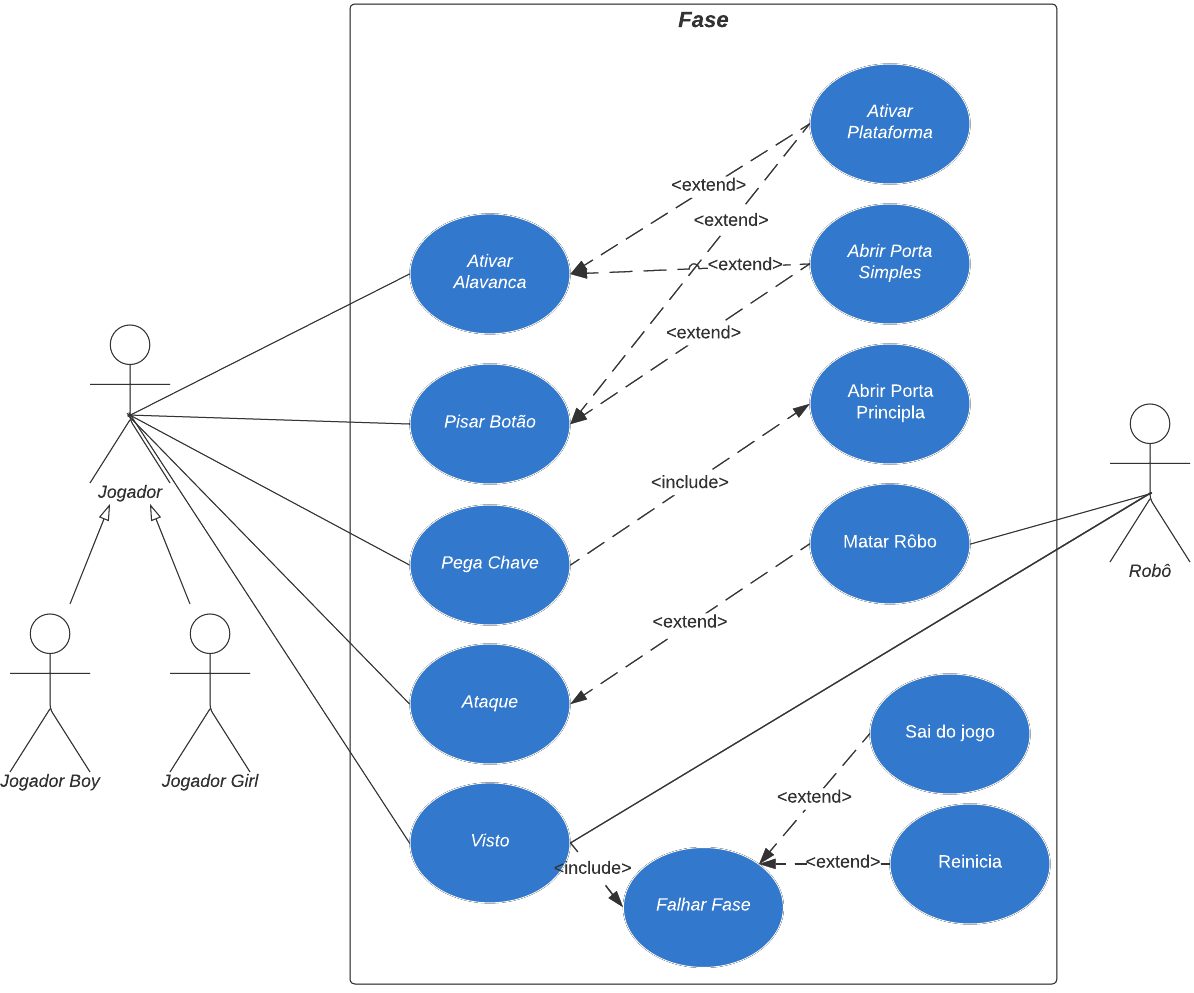 Fase
Ativar
Plataforma
<extend>
<extend>
Ativar
Alavanca
<extend>
Abrir Porta
Simples
<extend>
Pisar Botão
Abrir Porta
Principla
Jogador
<include>
Pega Chave
Matar Rôbo
Robô
<extend>
Ataque
Sai do jogo
Jogador Boy
Jogador Girl
<extend>
Visto
<include>
<extend>
Reinicia
Falhar Fase